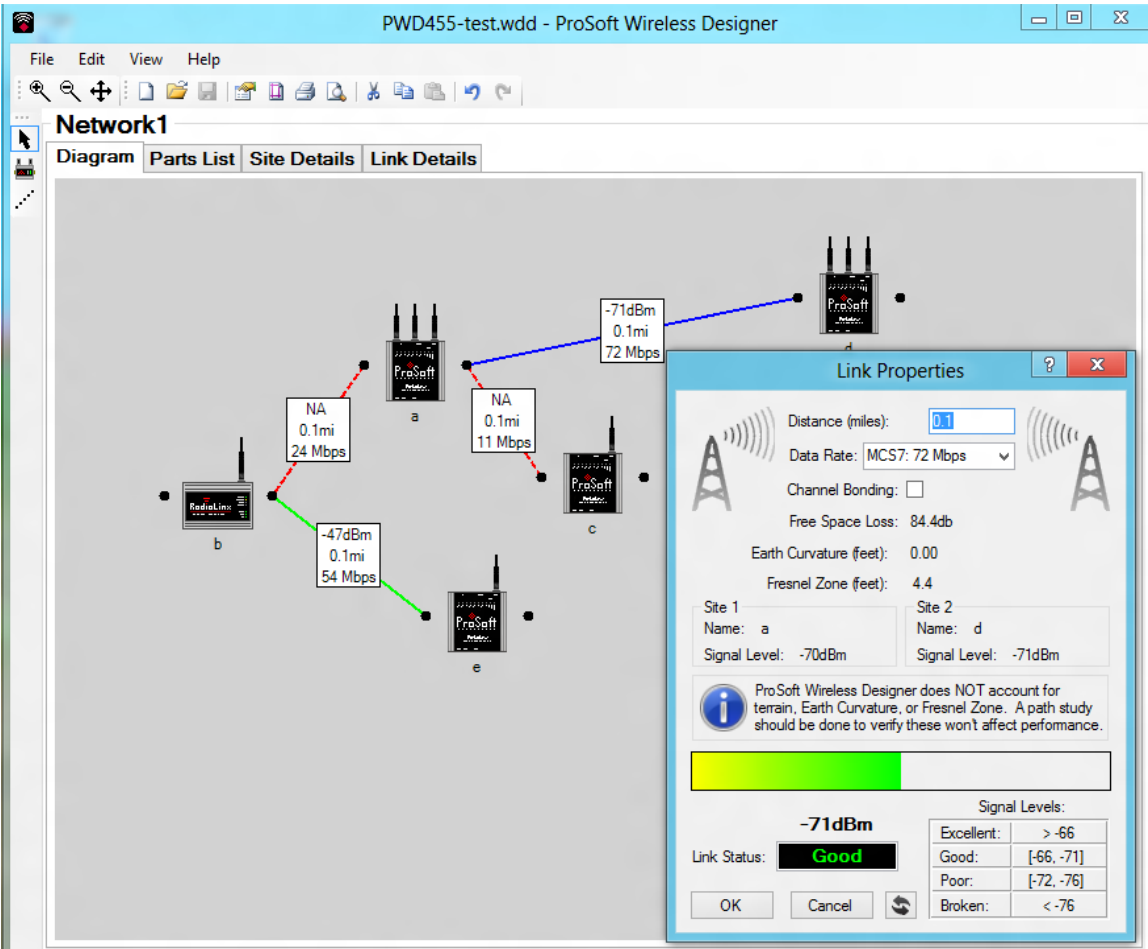 PWD455-test.wdd - ProSoft Wireless Designer
File Edit View Help
Network1
Diagram Parts List Site Details Link Details
-71dBm
0.1mi
72 Mbps
ProSoft
d
ProSoft
a
NA
0.1mi
24 Mbps
NA
0.1mi
11 Mbps
ProSoft
c
RadioLinx
b
-47dBm
0.1mi
54 Mbps
ProSoft
e
Link Properties
? X
Distance (miles): 0.1
Data Rate: MCS7: 72 Mbps
Channel Bonding:
Free Space Loss: 84.4db
Earth Curvature (feet): 0.00
Fresnel Zone (feet): 4.4
Site 1
Name: a
Signal Level: -70dBm
Site 2
Name: d
Signal Level: -71dBm
ProSoft Wireless Designer does NOT account for
terrain, Earth Curvature, or Fresnel Zone. A path study
should be done to verify these won't affect performance.
-71dBm
Link Status: Good
Signal Levels:
Excellent: > -66
Good: [-66, -71]
Poor: [-72, -76]
Broken: < -76
OK Cancel